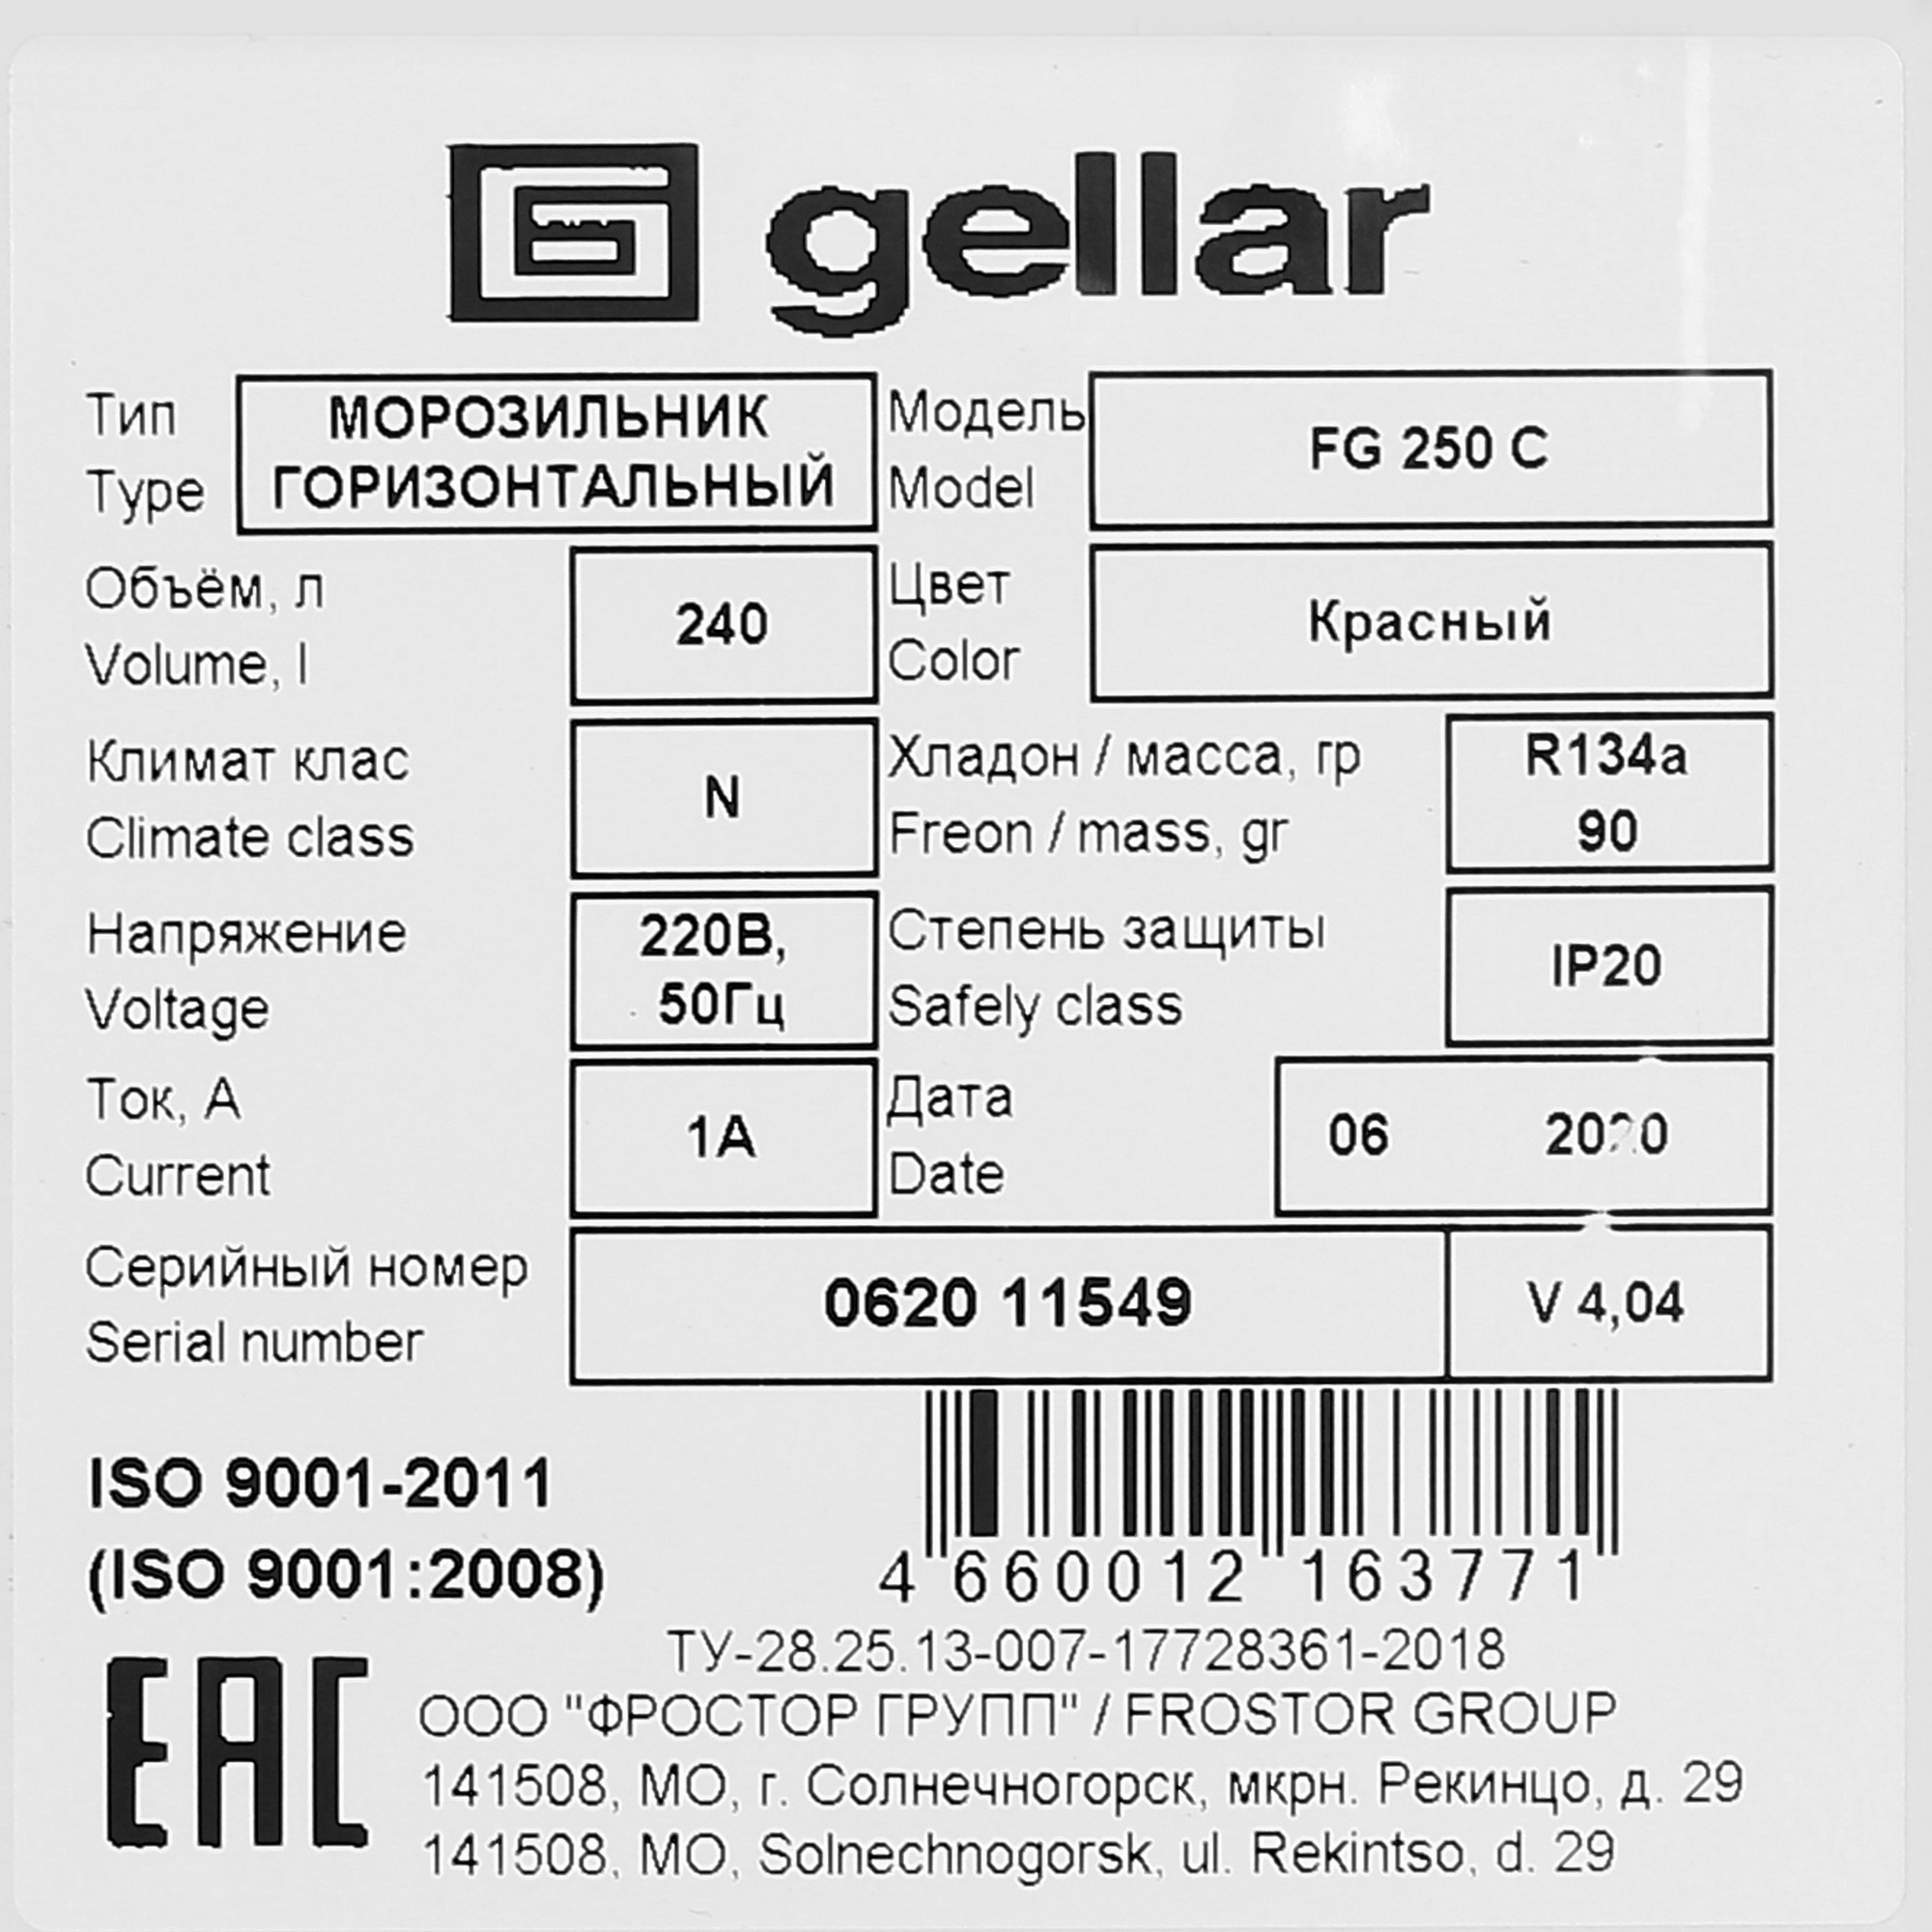 gellar
Тип
Type
МОРОЗИЛЬНИК
ГОРИЗОНТАЛЬНЫЙ
Модель
Model
FG 250 C
Объём, л
Volume, l
240
Цвет
Color
Красный
Климат клас
Climate class
N
Хладон / масса, гр
Freon / mass, gr
R134a
90
Напряжение
Voltage
220В,
50Гц
Степень защиты
Safely class
IP20
Ток, А
Current
1А
Дата
Date
06 2020
Серийный номер
Serial number
0620 11549
V 4,04
ISO 9001-2011
(ISO 9001:2008)
4 660012 163771
EAC
ТУ-28.25.13-007-17728361-2018
ООО "ФРОСТОР ГРУПП" / FROSTOR GROUP
141508, МО, г. Солнечногорск, мкрн. Рекинцо, д. 29
141508, MO, Solnechnogorsk, ul. Rekintso, d. 29